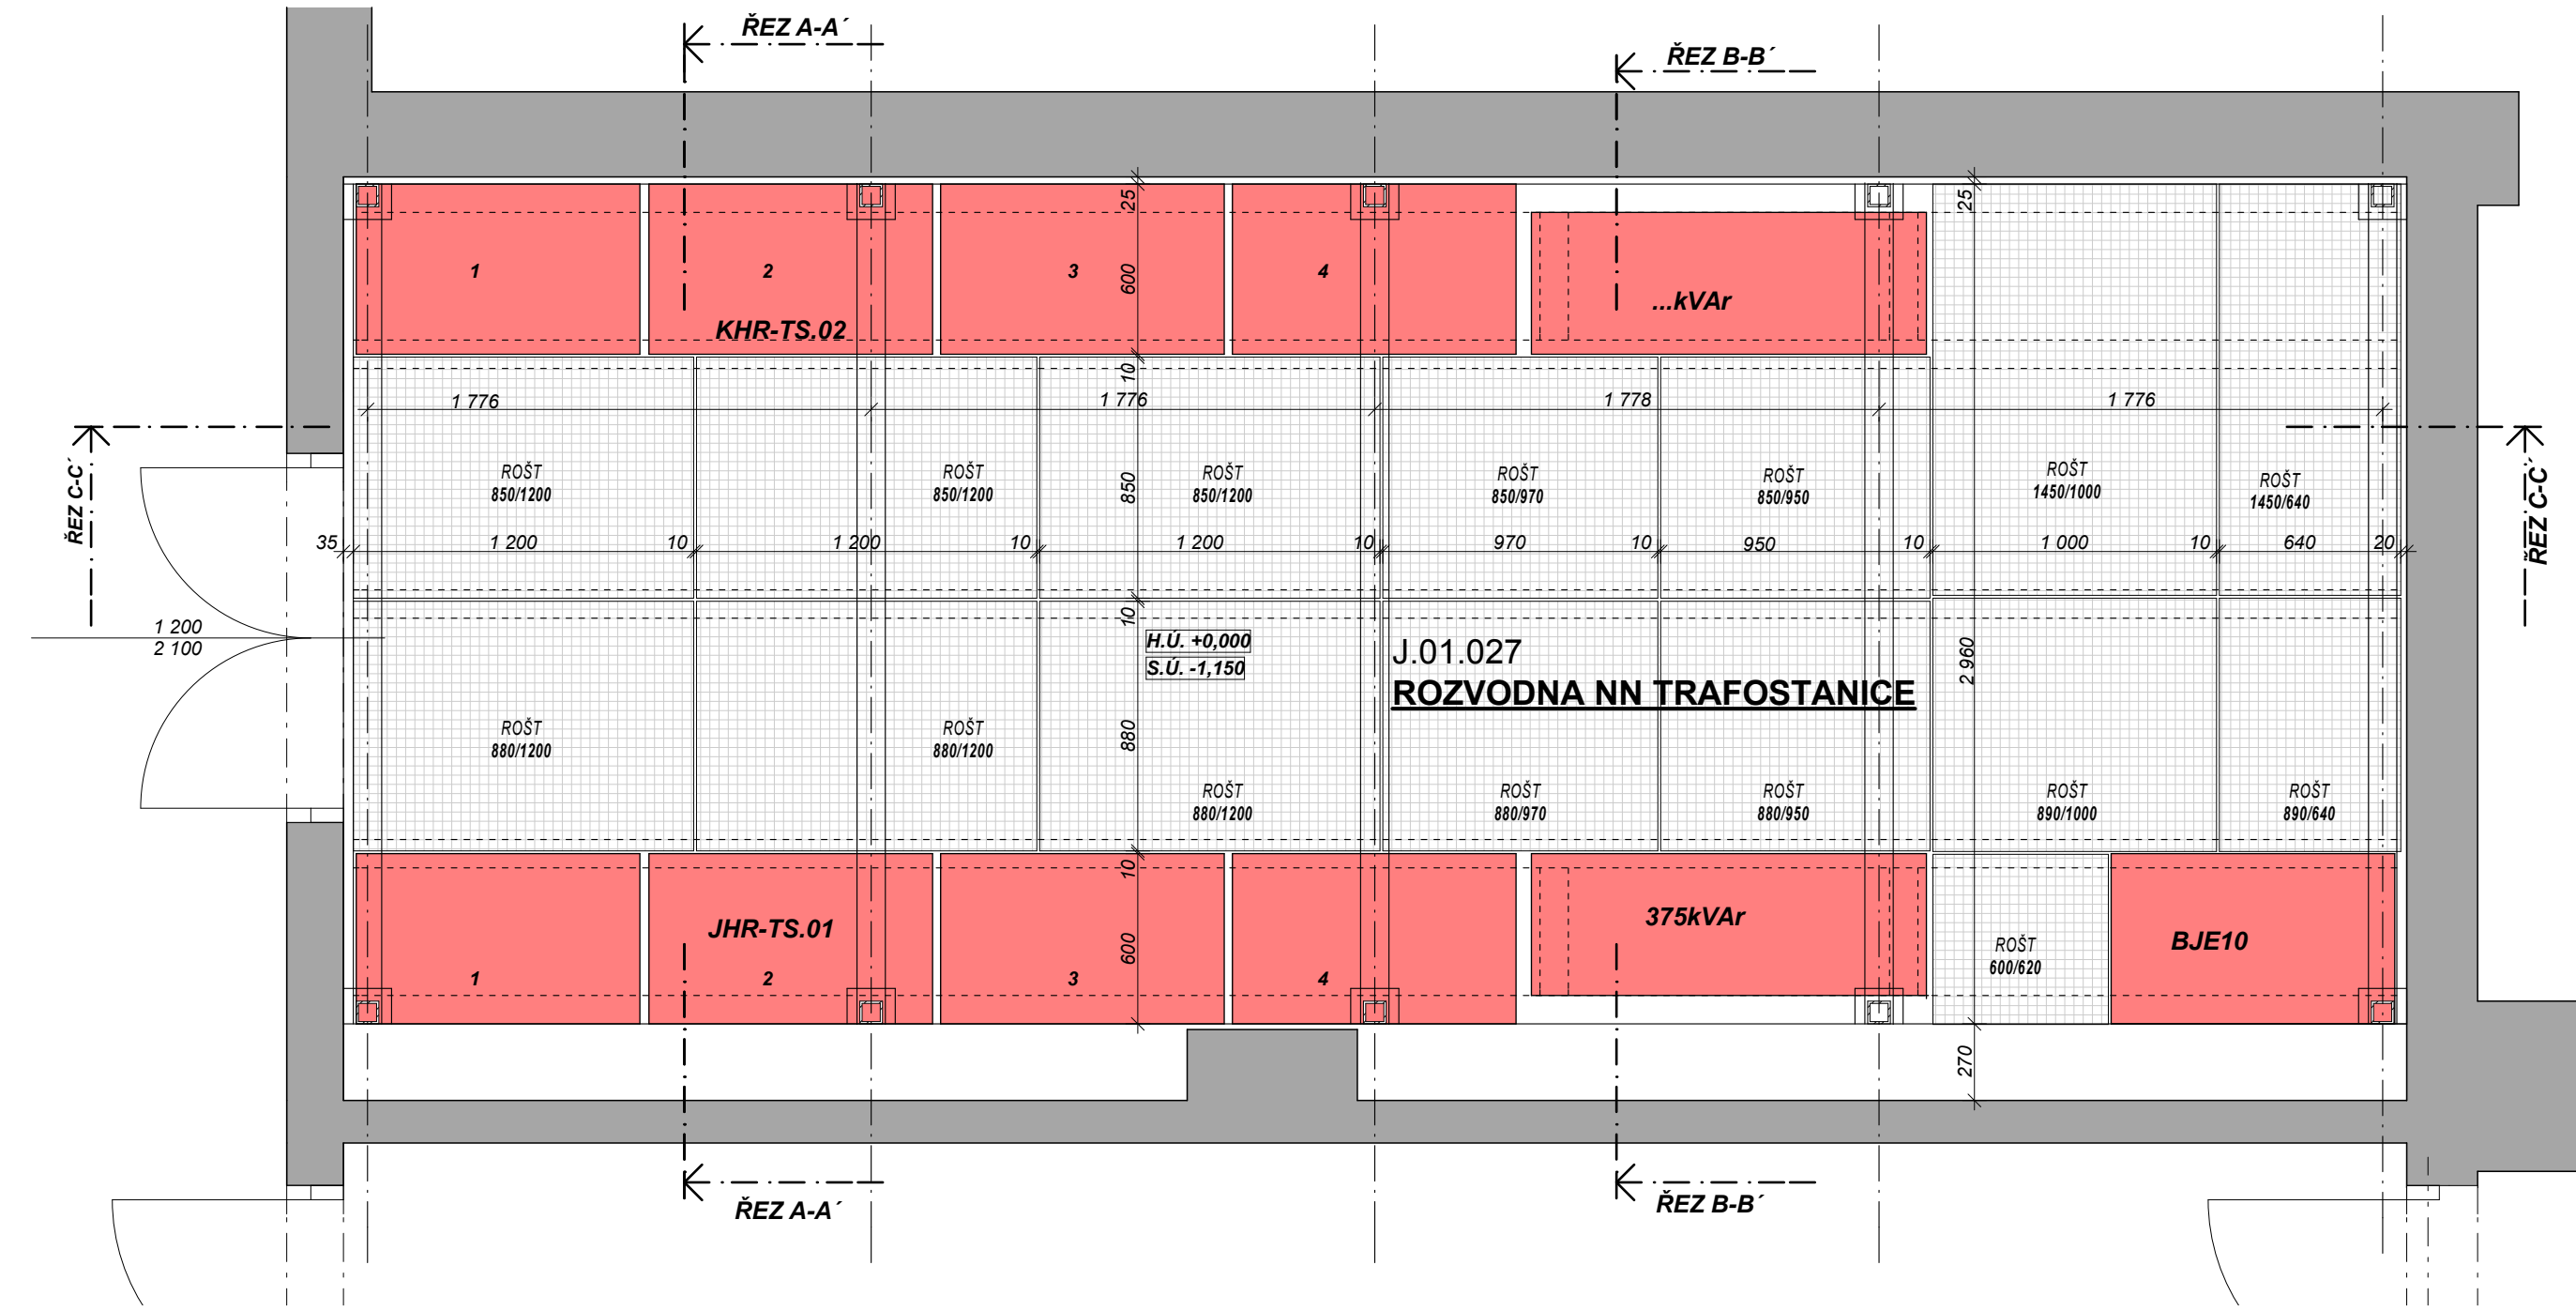 ŘEZ A-A´
ŘEZ B-B´
25
25
1
2
3
4
600
...kVAr
KHR-TS.02
10
1 776
1 776
1 778
1 776
ŘEZ C-C´
ŘEZ C-C´
ROŠT
850/1200
ROŠT
850/1200
850
ROŠT
850/1200
ROŠT
850/970
ROŠT
850/950
ROŠT
1450/1000
ROŠT
1450/640
35
1 200
10
1 200
10
1 200
10
970
10
950
10
1 000
10
640
20
10
1 200
2 100
H.Ú. +0,000
S.Ú. -1,150
J.01.027
ROZVODNA NN TRAFOSTANICE
2 960
ROŠT
880/1200
ROŠT
880/1200
880
ROŠT
880/1200
ROŠT
880/970
ROŠT
880/950
ROŠT
890/1000
ROŠT
890/640
10
JHR-TS.01
375kVAr
ROŠT
600/620
BJE10
600
1
2
3
4
270
ŘEZ A-A´
ŘEZ B-B´